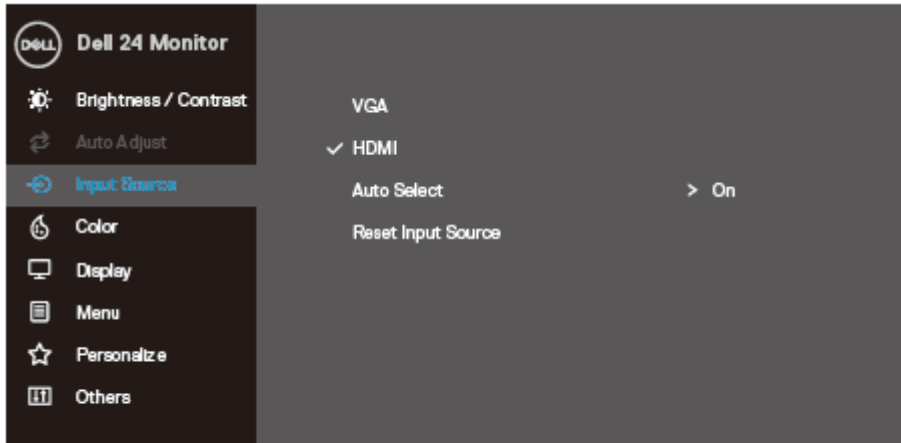 DELL Dell 24 Monitor
Brightness / Contrast
VGA
Auto Adjust
HDMI
Input Source
Auto Select > On
Color
Reset Input Source
Display
Menu
Personalize
Others